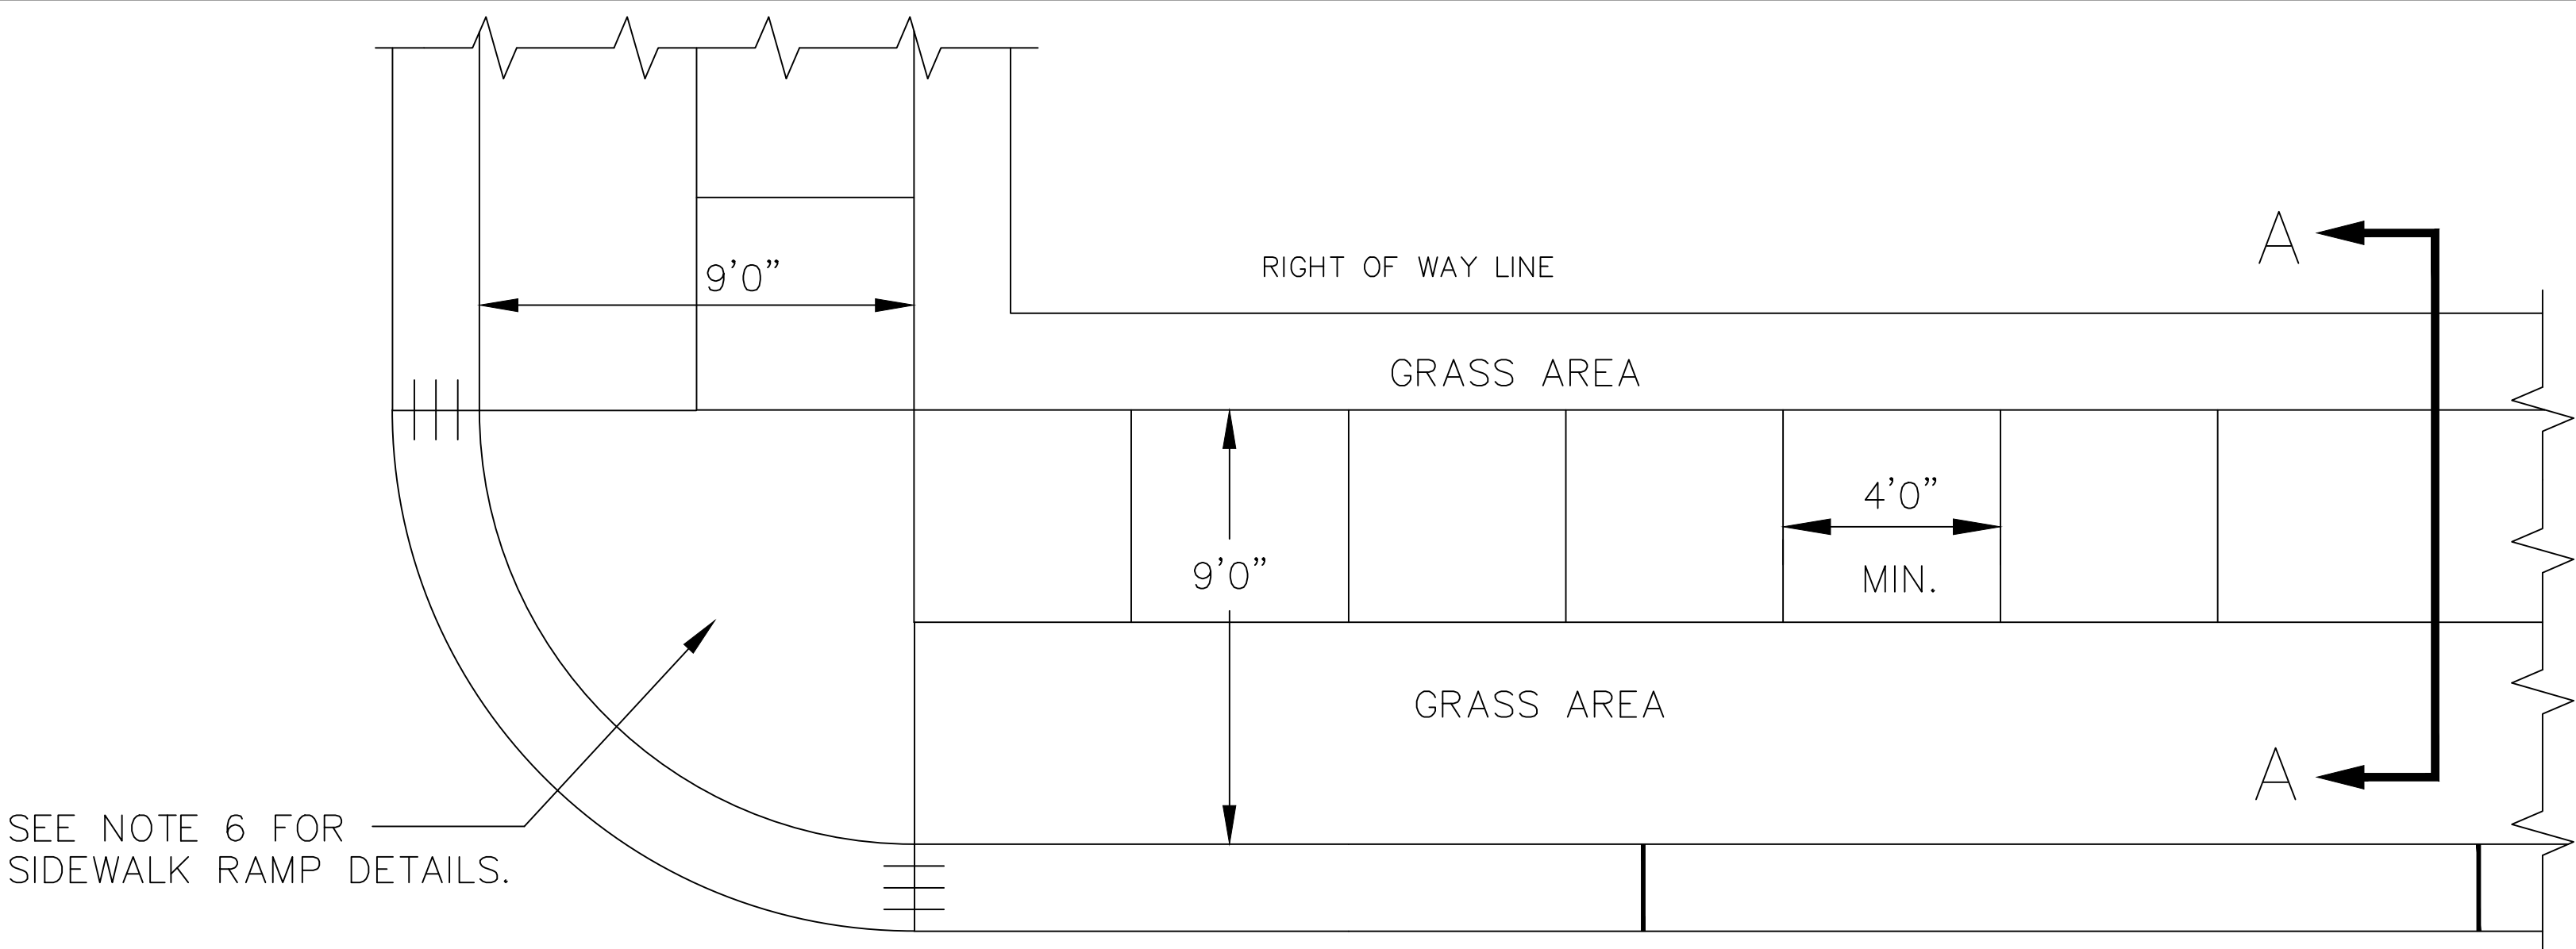 A
RIGHT OF WAY LINE
9'0"
GRASS AREA
4'0"
9'0"
MIN.
GRASS AREA
A
SEE NOTE 6 FOR
SIDEWALK RAMP DETAILS.